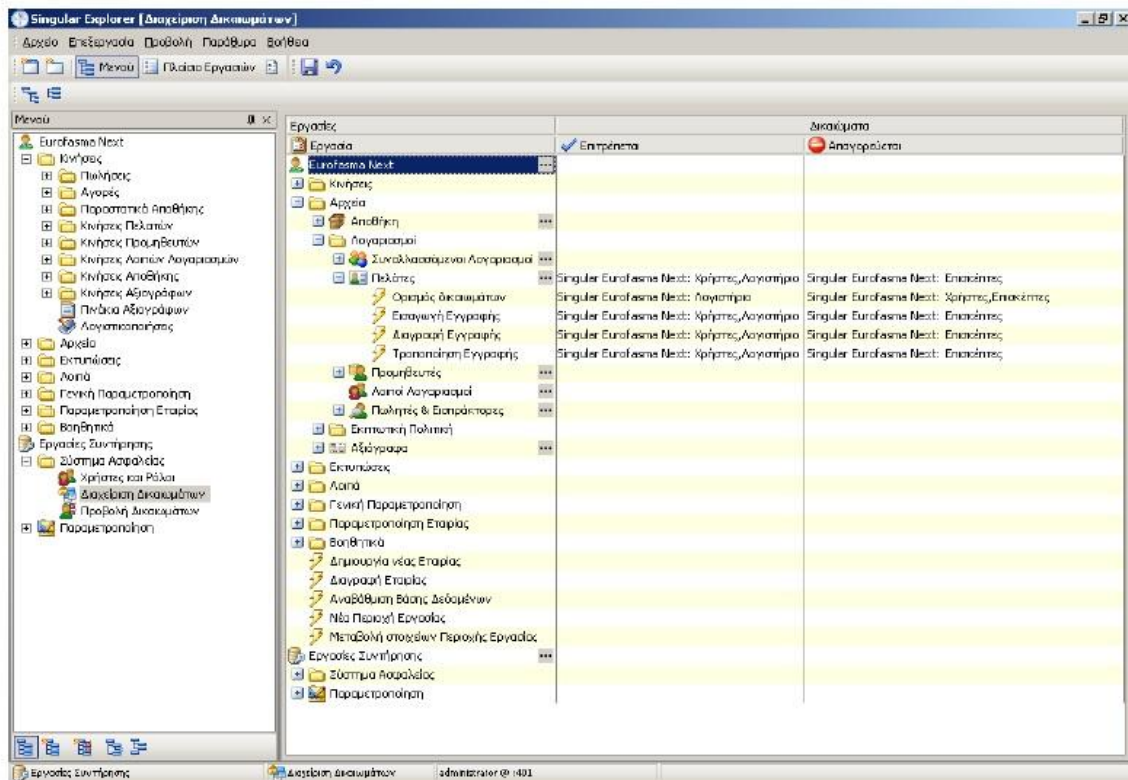 Singular Explorer [Διαχείριση Δικαιωμάτων]
Αρχείο Επεξεργασία Προβολή Παράθυρα Βοήθεια
Μενού Πλαίσιο Εργασιών
Μενού
Eurofasma Next
Κινήσεις
Πωλήσεις
Αγορές
Παραστατικά Αποθήκης
Κινήσεις Πελατών
Κινήσεις Προμηθευτών
Κινήσεις Λοιπών Λογαριασμών
Κινήσεις Αποθήκης
Κινήσεις Αξιογράφων
Πινάκια Αξιογράφων
Λογιστικοποιήσεις
Αρχεία
Εκτυπώσεις
Λοιπά
Γενική Παραμετροποίηση
Παραμετροποίηση Εταιρίας
Βοηθητικά
Εργασίες Συντήρησης
Σύστημα Ασφαλείας
Χρήστες και Ρόλοι
Διαχείριση Δικαιωμάτων
Προβολή Δικαιωμάτων
Παραμετροποίηση
Εργασίες Δικαιώματα
Εργασία Επιτρέπεται Απαγορεύεται
Eurofasma Next
Κινήσεις
Αρχεία
Αποθήκη
Λογαριασμοί
Συναλλασσόμενοι Λογαριασμοί
Πελάτες Singular Eurofasma Next: Χρήστες,Λογιστήριο Singular Eurofasma Next: Επισκέπτες
Ορισμός δικαιωμάτων Singular Eurofasma Next: Λογιστήριο Singular Eurofasma Next: Χρήστες,Επισκέπτες
Εισαγωγή Εγγραφής Singular Eurofasma Next: Χρήστες,Λογιστήριο Singular Eurofasma Next: Επισκέπτες
Διαγραφή Εγγραφής Singular Eurofasma Next: Χρήστες,Λογιστήριο Singular Eurofasma Next: Επισκέπτες
Τροποποίηση Εγγραφής Singular Eurofasma Next: Χρήστες,Λογιστήριο Singular Eurofasma Next: Επισκέπτες
Προμηθευτές
Λοιποί Λογαριασμοί
Πωλητές & Εισπράκτορες
Εκπτωτική Πολιτική
Αξιόγραφα
Εκτυπώσεις
Λοιπά
Γενική Παραμετροποίηση
Παραμετροποίηση Εταιρίας
Βοηθητικά
Δημιουργία νέας Εταιρίας
Διαγραφή Εταιρίας
Αναβάθμιση Βάσης Δεδομένων
Νέα Περιοχή Εργασίας
Μεταβολή στοιχείων Περιοχής Εργασίας
Εργασίες Συντήρησης
Σύστημα Ασφαλείας
Παραμετροποίηση
Εργασίες Συντήρησης Διαχείριση Δικαιωμάτων administrator @ :401